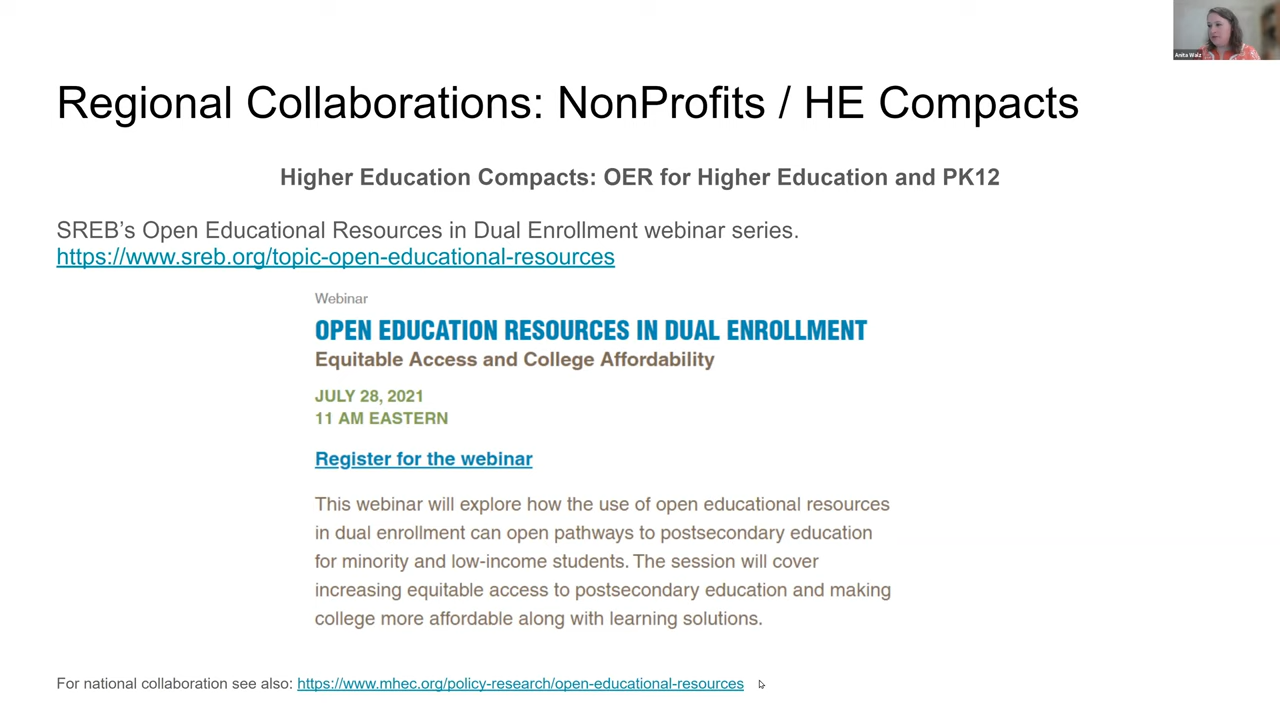 Anita Walz
Regional Collaborations: NonProfits / HE Compacts
Higher Education Compacts: OER for Higher Education and PK12
SREB’s Open Educational Resources in Dual Enrollment webinar series.
https://www.sreb.org/topic-open-educational-resources
Webinar
OPEN EDUCATION RESOURCES IN DUAL ENROLLMENT
Equitable Access and College Affordability
JULY 28, 2021
11 AM EASTERN
Register for the webinar
This webinar will explore how the use of open educational resources
in dual enrollment can open pathways to postsecondary education
for minority and low-income students. The session will cover
increasing equitable access to postsecondary education and making
college more affordable along with learning solutions.
For national collaboration see also: https://www.mhec.org/policy-research/open-educational-resources